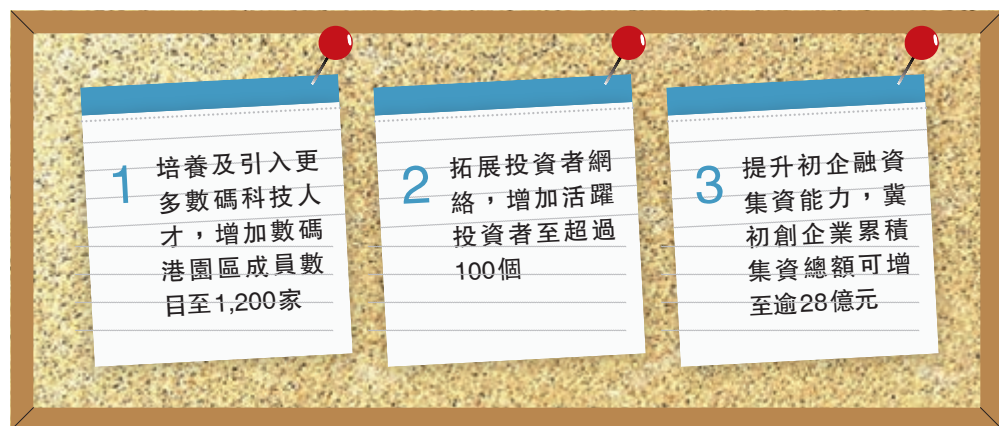 1
培養及引入更
多數碼科技人
才，增加數碼
港園區成員數
目至1,200家
2
拓展投資者網
絡，增加活躍
投資者至超過
100個
3
提升初企融資
集資能力，冀
初創企業累積
集資總額可增
至逾28億元